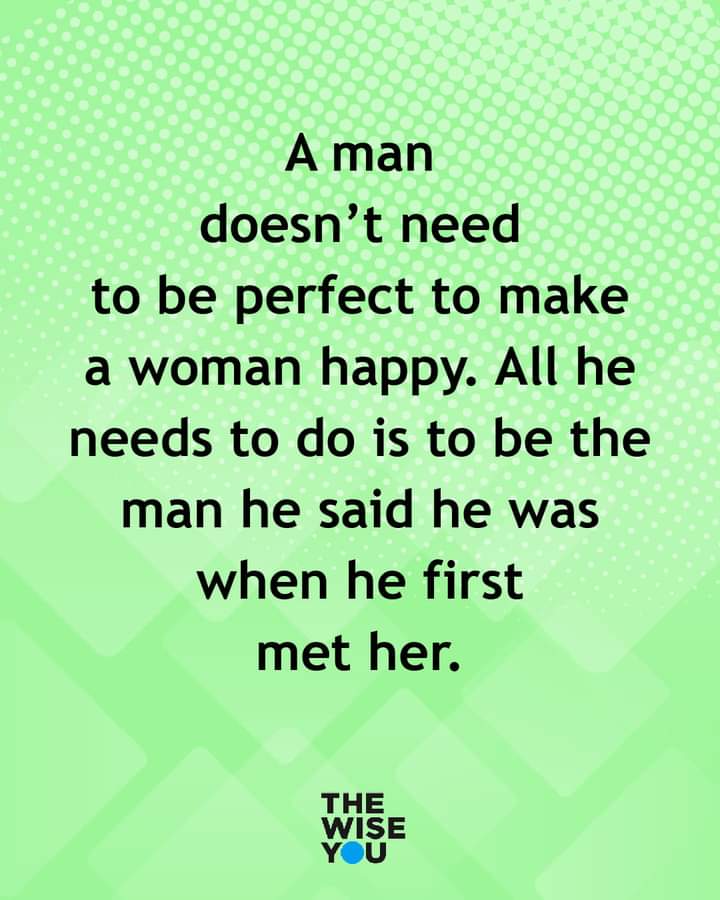 A man
doesn’t need
to be perfect to make
a woman happy. All he
needs to do is to be the
man he said he was
when he first
met her.
THE
WISE
YOU